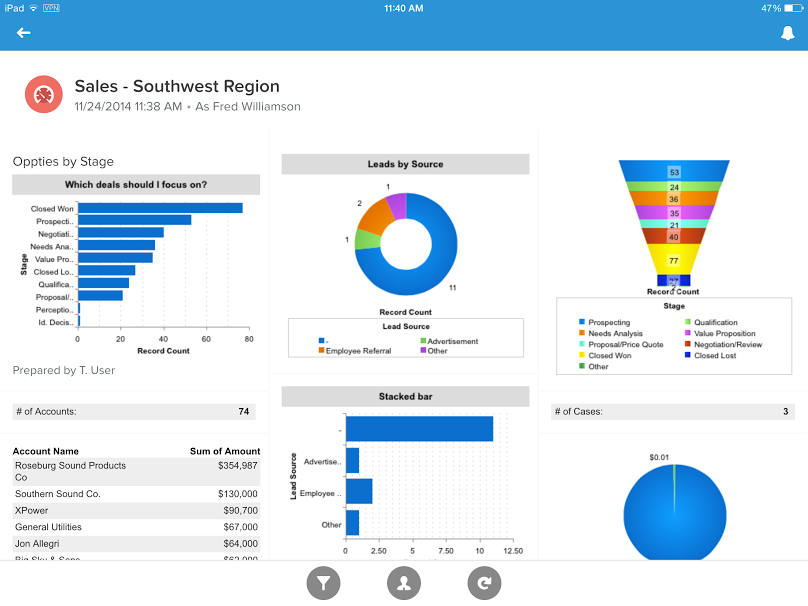 iPad VPN 11:40 AM 47%
Sales - Southwest Region
11/24/2014 11:38 AM • As Fred Williamson
Oppties by Stage
Which deals should I focus on?
Stage
Closed Won
Prospecti..
Negotiati..
Needs Ana..
Value Pro..
Closed Lo..
Qualifica..
Proposal/..
Perceptio..
Id. Decis..
0 20 40 60 80
Record Count
Prepared by T. User
# of Accounts: 74
Account Name Sum of Amount
Roseburg Sound Products
Co $354,987
Southern Sound Co. $130,000
XPower $90,700
General Utilities $67,000
Jon Allegri $64,000
Leads by Source
1
2
1
11
Record Count
Lead Source
- Advertisement
Employee Referral Other
Stacked bar
Lead Source
-
Advertise..
Employee ..
Other
0 2.50 5 7.50 10 12.50
53
24
36
35
21
40
77
Record Count
Stage
Prospecting Qualification
Needs Analysis Value Proposition
Proposal/Price Quote Negotiation/Review
Closed Won Closed Lost
Other
# of Cases: 3
$0.01